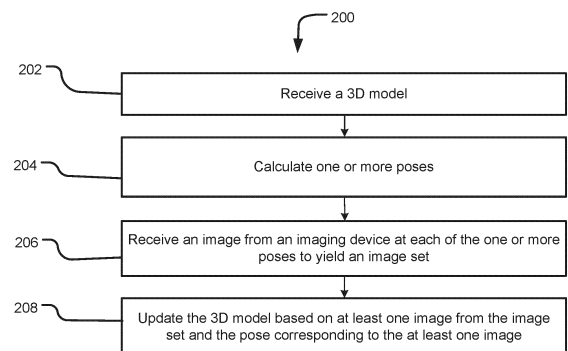 200
202
Receive a 3D model
204
Calculate one or more poses
206
Receive an image from an imaging device at each of the one or more
poses to yield an image set
208
Update the 3D model based on at least one image from the image
set and the pose corresponding to the at least one image